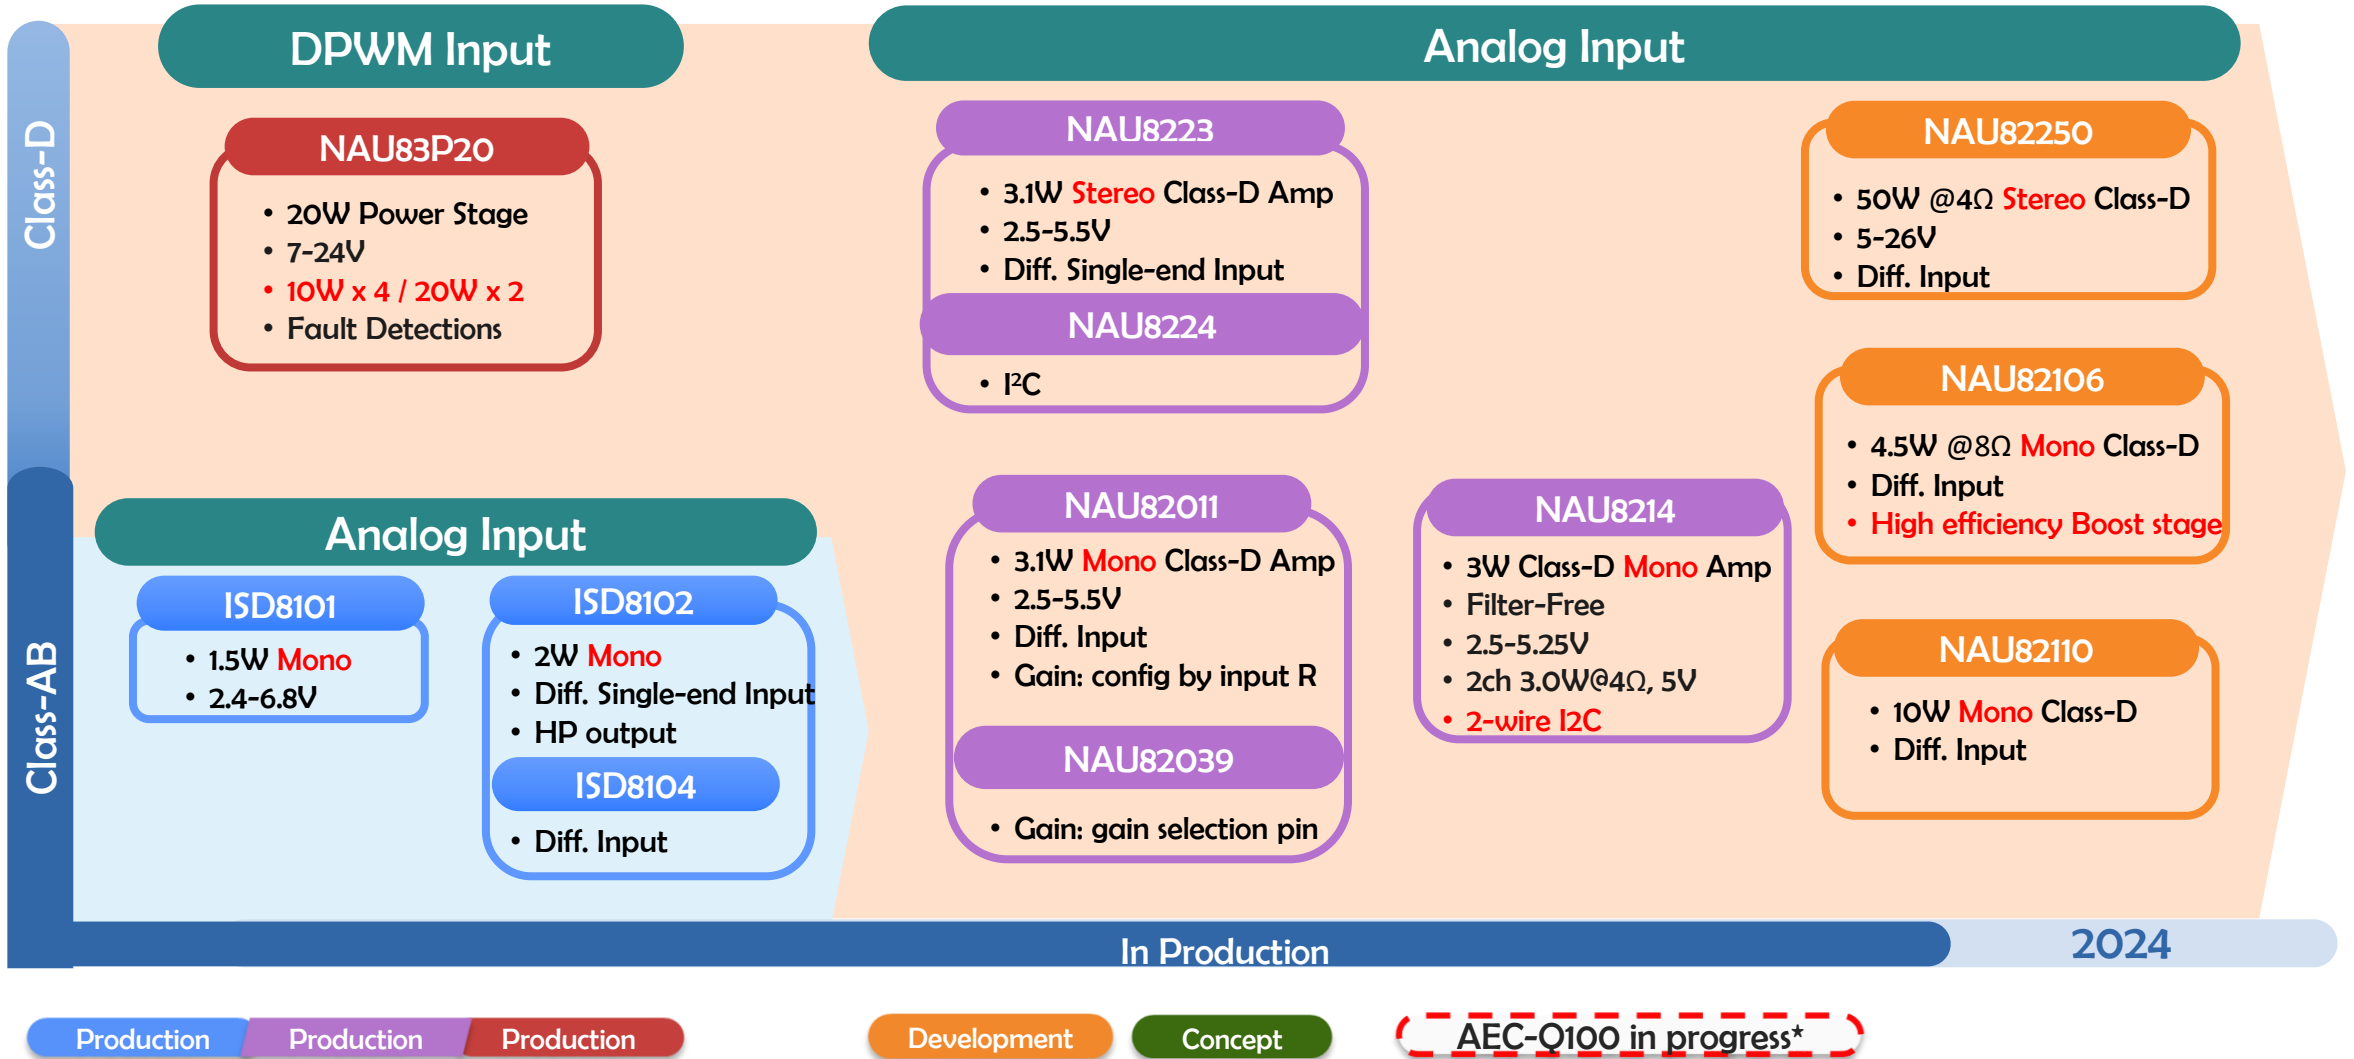 Class-D
Class-AB
DPWM Input
NAU83P20
• 20W Power Stage
• 7-24V
• 10W x 4 / 20W x 2
• Fault Detections
Analog Input
NAU8223
• 3.1W Stereo Class-D Amp
• 2.5-5.5V
• Diff. Single-end Input
NAU8224
• I²C
NAU82011
• 3.1W Mono Class-D Amp
• 2.5-5.5V
• Diff. Input
• Gain: config by input R
NAU82039
• Gain: gain selection pin
NAU8214
• 3W Class-D Mono Amp
• Filter-Free
• 2.5-5.25V
• 2ch 3.0W@4Ω, 5V
• 2-wire I2C
NAU82250
• 50W @4Ω Stereo Class-D
• 5-26V
• Diff. Input
NAU82106
• 4.5W @8Ω Mono Class-D
• Diff. Input
• High efficiency Boost stage
NAU82110
• 10W Mono Class-D
• Diff. Input
Analog Input
ISD8101
• 1.5W Mono
• 2.4-6.8V
ISD8102
• 2W Mono
• Diff. Single-end Input
• HP output
ISD8104
• Diff. Input
In Production
2024
Production
Production
Production
Development
Concept
AEC-Q100 in progress*